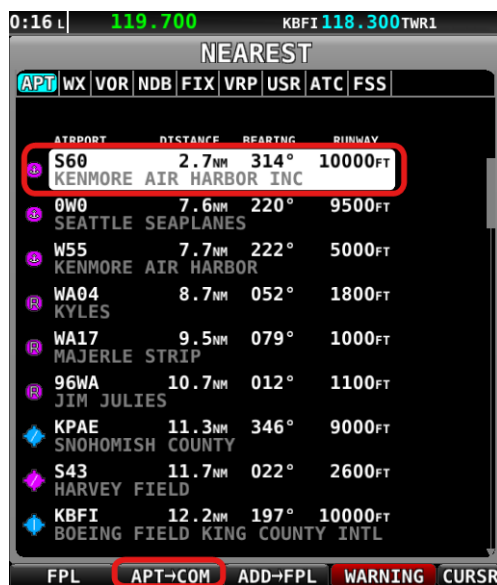 0:16 L 119.700 KBFI 118.300 TWR1
NEAREST
APT WX VOR NDB FIX VRP USR ATC FSS
AIRPORT DISTANCE BEARING RUNWAY
S60 2.7NM 314° 10000FT
KENMORE AIR HARBOR INC
0W0 7.6NM 220° 9500FT
SEATTLE SEAPLANES
W55 7.7NM 222° 5000FT
KENMORE AIR HARBOR
R WA04 8.7NM 052° 1800FT
KYLES
R WA17 9.5NM 079° 1000FT
MAJERLE STRIP
R 96WA 10.7NM 012° 1100FT
JIM JULIES
KPAE 11.3NM 346° 9000FT
SNOHOMISH COUNTY
S43 11.7NM 022° 2600FT
HARVEY FIELD
KBFI 12.2NM 197° 10000FT
BOEING FIELD KING COUNTY INTL
FPL APT→COM ADD→FPL WARNING CURSR